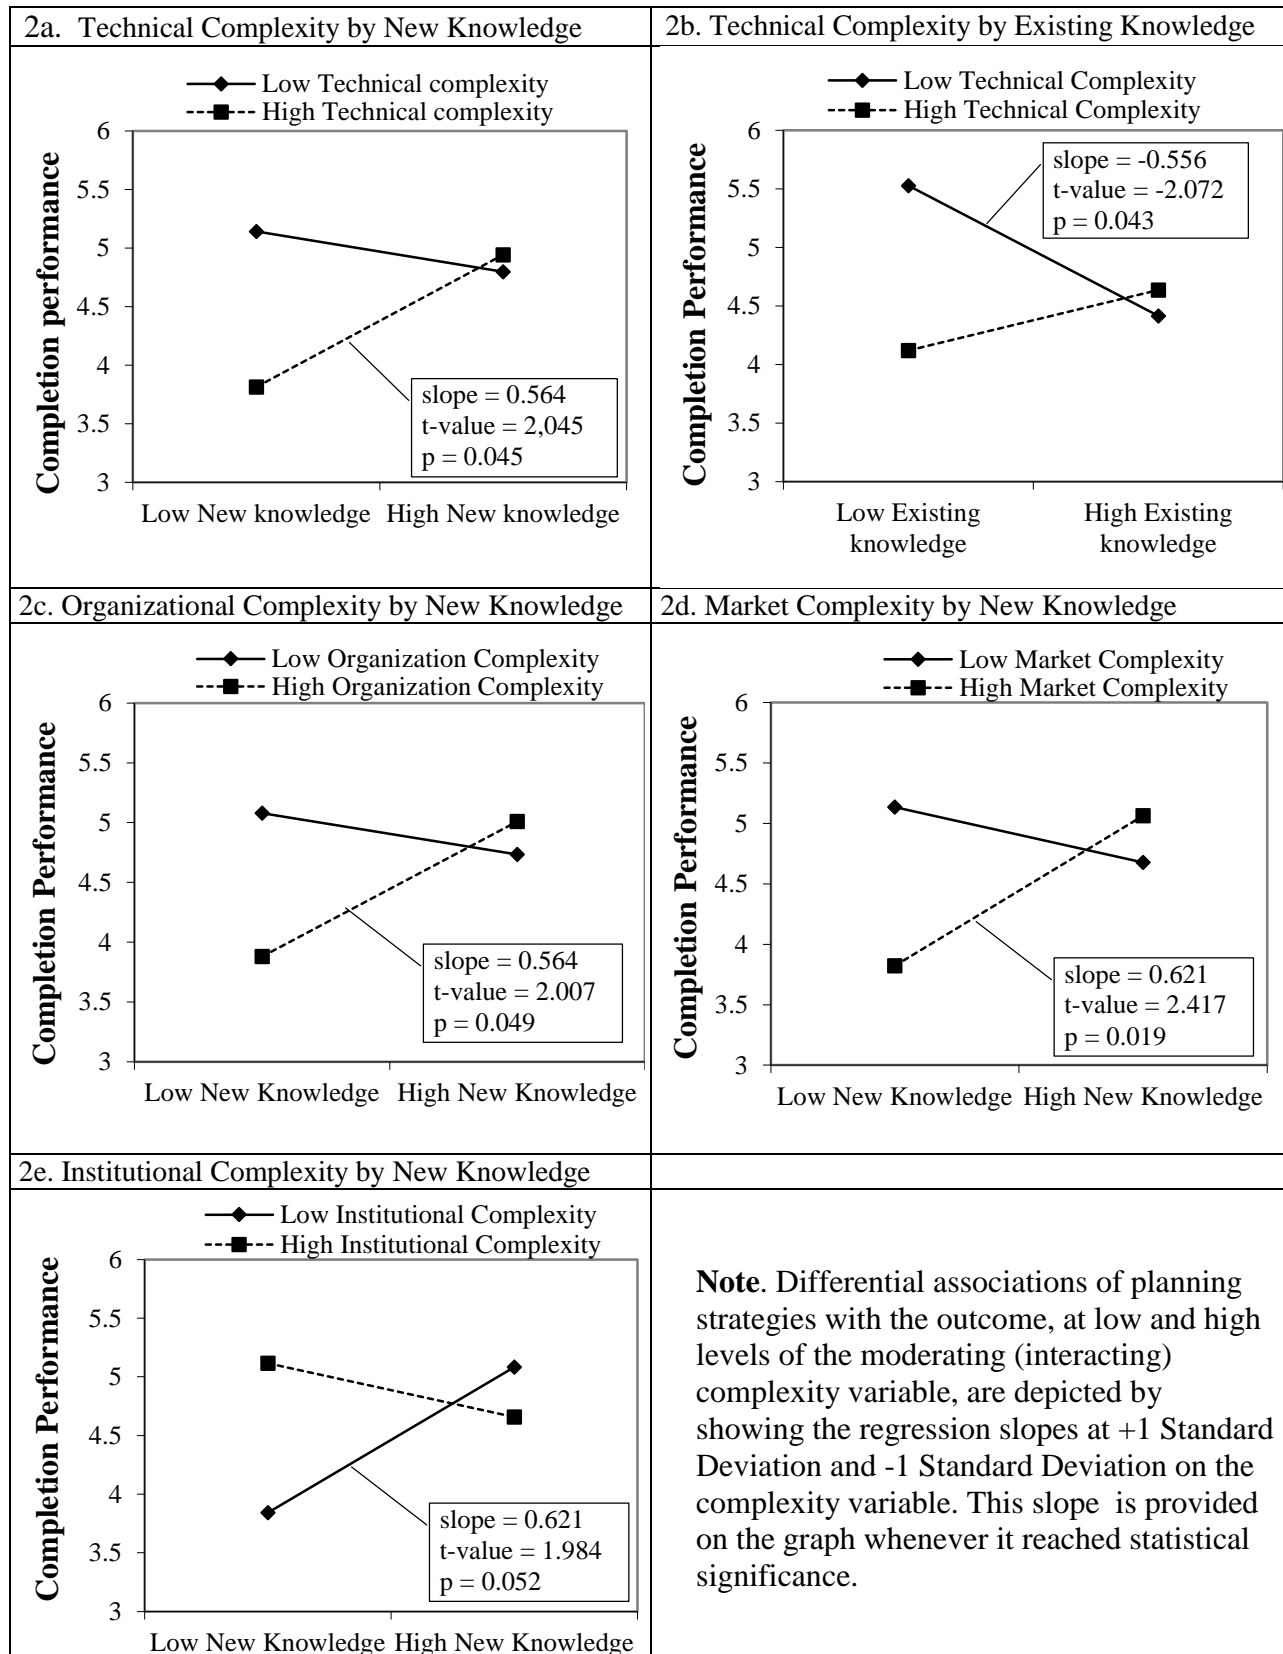 2a. Technical Complexity by New Knowledge
Low Technical complexity
High Technical complexity
Completion performance
6
5.5
5
4.5
4
3.5
3
slope = 0.564
t-value = 2,045
p = 0.045
Low New knowledge High New knowledge
2b. Technical Complexity by Existing Knowledge
Low Technical Complexity
High Technical Complexity
Completion Performance
6
5.5
5
4.5
4
3.5
3
slope = -0.556
t-value = -2.072
p = 0.043
Low Existing knowledge
High Existing knowledge
2c. Organizational Complexity by New Knowledge
Low Organization Complexity
High Organization Complexity
Completion Performance
6
5.5
5
4.5
4
3.5
3
slope = 0.564
t-value = 2.007
p = 0.049
Low New Knowledge High New Knowledge
2d. Market Complexity by New Knowledge
Low Market Complexity
High Market Complexity
Completion Performance
6
5.5
5
4.5
4
3.5
3
slope = 0.621
t-value = 2.417
p = 0.019
Low New Knowledge High New Knowledge
2e. Institutional Complexity by New Knowledge
Low Institutional Complexity
High Institutional Complexity
Completion Performance
6
5.5
5
4.5
4
3.5
3
slope = 0.621
t-value = 1.984
p = 0.052
Low New Knowledge High New Knowledge
Note. Differential associations of planning
strategies with the outcome, at low and high
levels of the moderating (interacting)
complexity variable, are depicted by
showing the regression slopes at +1 Standard
Deviation and -1 Standard Deviation on the
complexity variable. This slope is provided
on the graph whenever it reached statistical
significance.